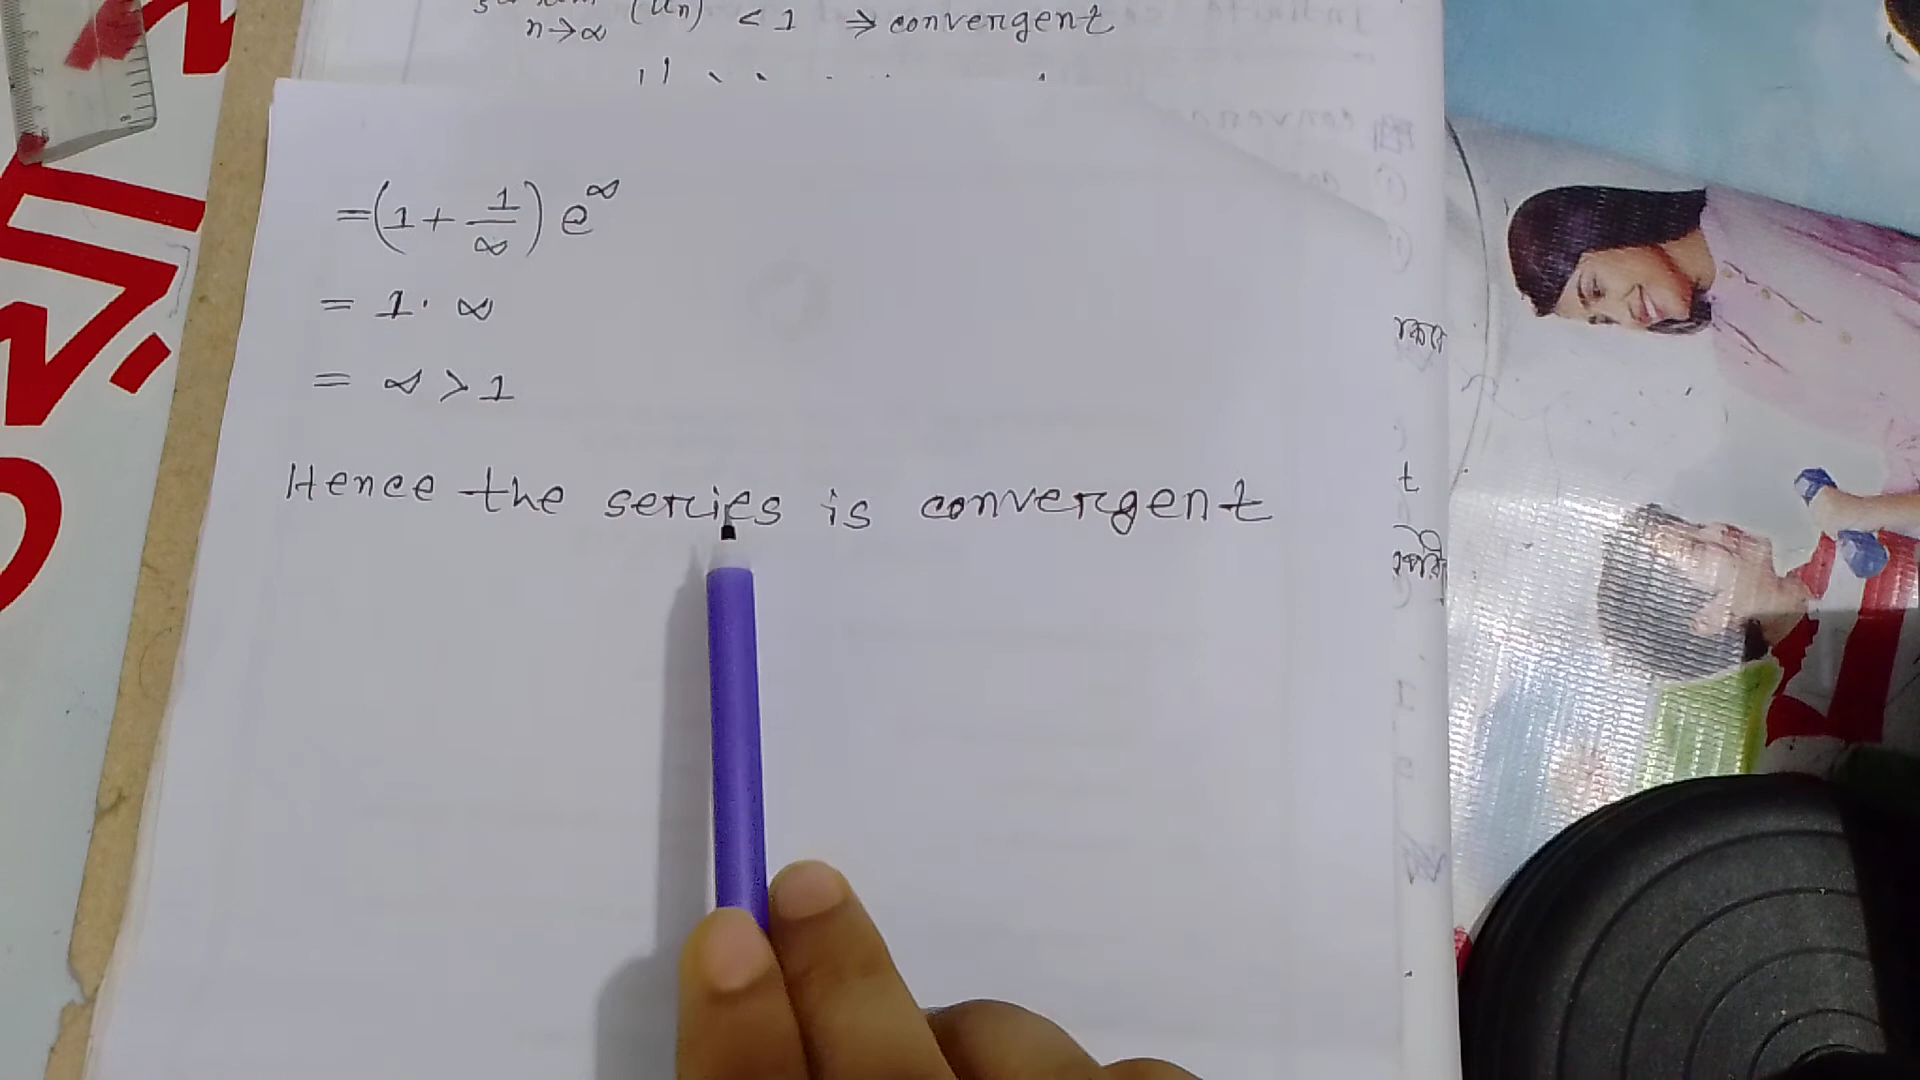 n→∞ (un) < 1 ⇒ convergent
=(1 + 1/∞) e^∞
= 1 . ∞
= ∞ > 1
Hence the series is convergent
t